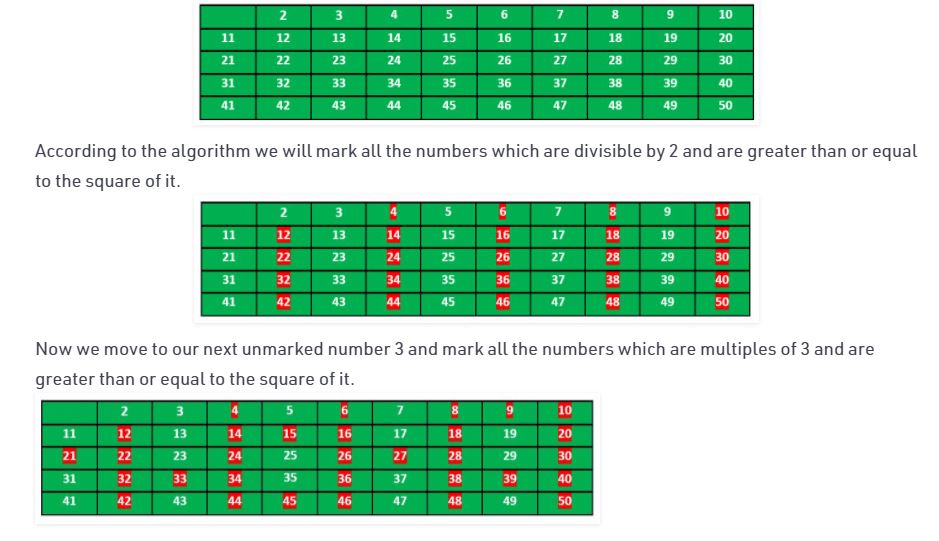 2 3 4 5 6 7 8 9 10
11 12 13 14 15 16 17 18 19 20
21 22 23 24 25 26 27 28 29 30
31 32 33 34 35 36 37 38 39 40
41 42 43 44 45 46 47 48 49 50
According to the algorithm we will mark all the numbers which are divisible by 2 and are greater than or equal
to the square of it.
2 3 4 5 6 7 8 9 10
11 12 13 14 15 16 17 18 19 20
21 22 23 24 25 26 27 28 29 30
31 32 33 34 35 36 37 38 39 40
41 42 43 44 45 46 47 48 49 50
Now we move to our next unmarked number 3 and mark all the numbers which are multiples of 3 and are
greater than or equal to the square of it.
2 3 4 5 6 7 8 9 10
11 12 13 14 15 16 17 18 19 20
21 22 23 24 25 26 27 28 29 30
31 32 33 34 35 36 37 38 39 40
41 42 43 44 45 46 47 48 49 50